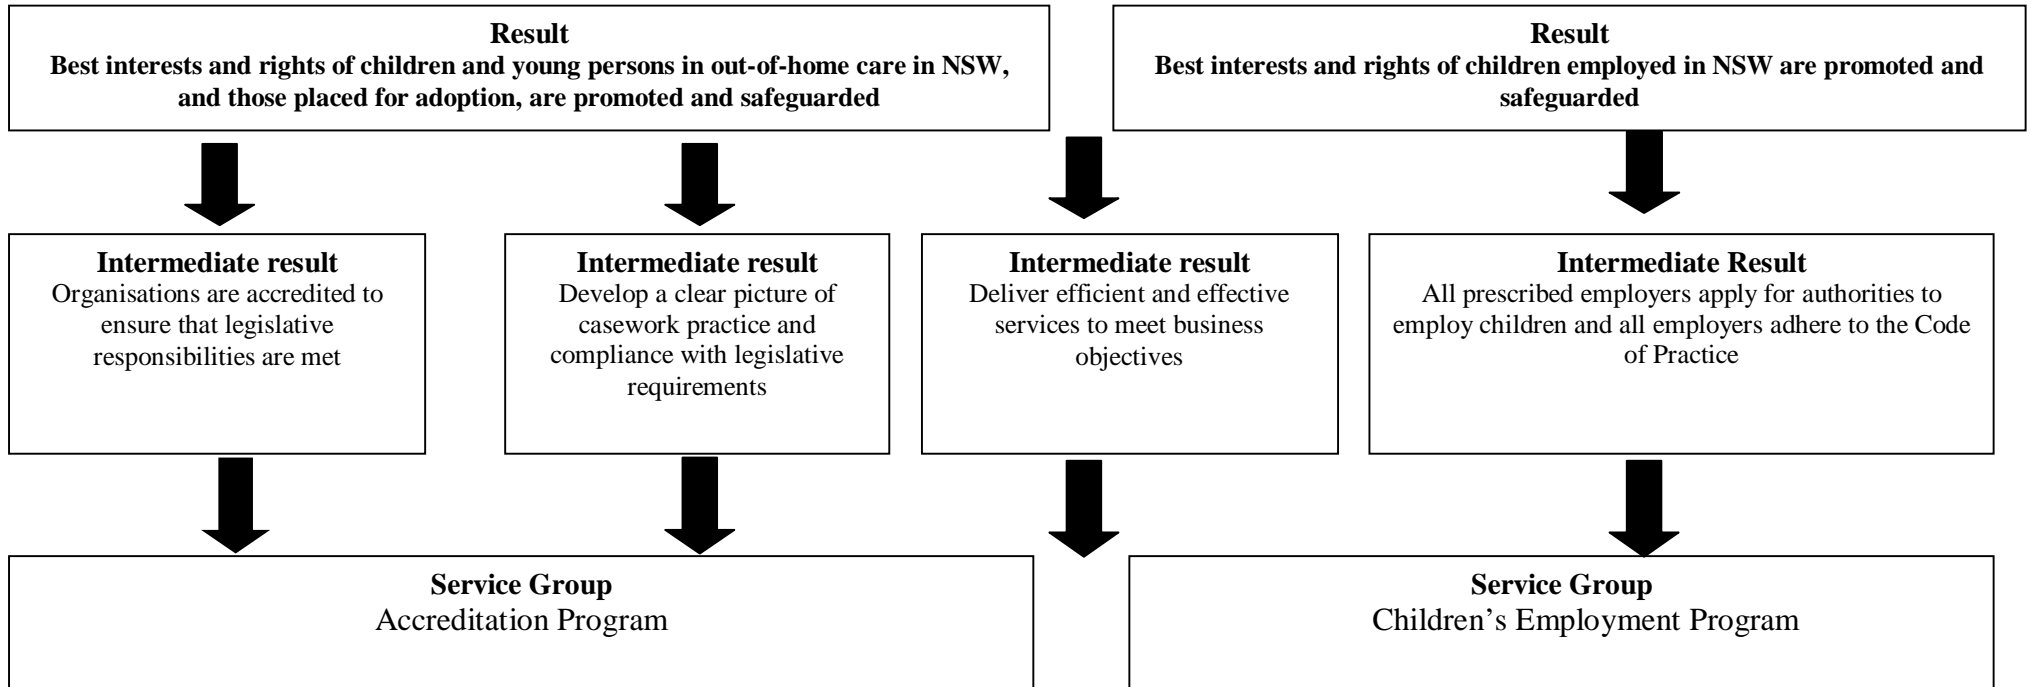 Result
Best interests and rights of children and young persons in out-of-home care in NSW,
and those placed for adoption, are promoted and safeguarded
Result
Best interests and rights of children employed in NSW are promoted and
safeguarded
Intermediate result
Organisations are accredited to
ensure that legislative
responsibilities are met
Intermediate result
Develop a clear picture of
casework practice and
compliance with legislative
requirements
Intermediate result
Deliver efficient and effective
services to meet business
objectives
Intermediate Result
All prescribed employers apply for authorities to
employ children and all employers adhere to the Code
of Practice
Service Group
Accreditation Program
Service Group
Children’s Employment Program